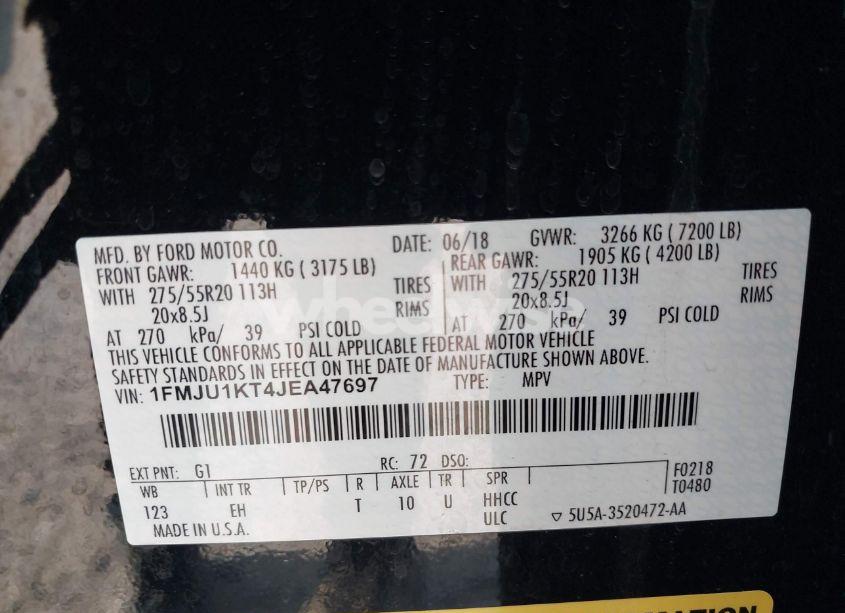 MFD. BY FORD MOTOR CO. DATE: 06/18 GVWR: 3266 KG ( 7200 LB)
FRONT GAWR: 1440 KG ( 3175 LB) REAR GAWR: 1905 KG ( 4200 LB)
WITH 275/55R20 113H TIRES WITH 275/55R20 113H TIRES
20x8.5J RIMS 20x8.5J RIMS
AT 270 kPa/ 39 PSI COLD AT 270 kPa/ 39 PSI COLD
THIS VEHICLE CONFORMS TO ALL APPLICABLE FEDERAL MOTOR VEHICLE
SAFETY STANDARDS IN EFFECT ON THE DATE OF MANUFACTURE SHOWN ABOVE.
VIN: 1FMJU1KT4JEA47697 TYPE: MPV
EXT PNT: G1 RC: 72 DSO: F0218
WB INT TR TP/PS R AXLE TR SPR T0480
123 EH T 10 U HHCC
MADE IN U.S.A. ULC ▽ 5U5A-3520472-AA